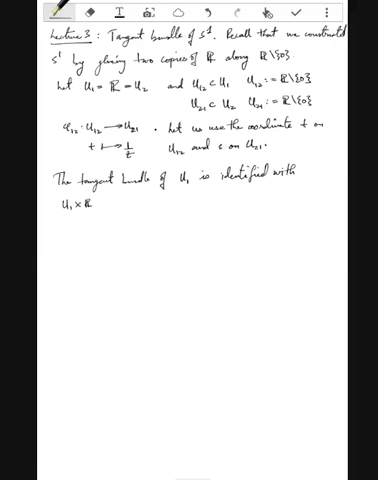 Lecture 3 : Tangent bundle of S¹. Recall that we constructed
S¹ by gluing two copies of ℝ along ℝ\{0}
Let U₁ = ℝ = U₂ and U₁₂ ⊂ U₁ U₁₂ := ℝ\{0}
U₂₁ ⊂ U₂ U₂₁ := ℝ\{0}
φ₁₂ : U₁₂ → U₂₁ . Let us use the coordinate t on
t ↦ 1/t U₁₂ and s on U₂₁.
The tangent bundle of U₁ is identified with
U₁ × ℝ